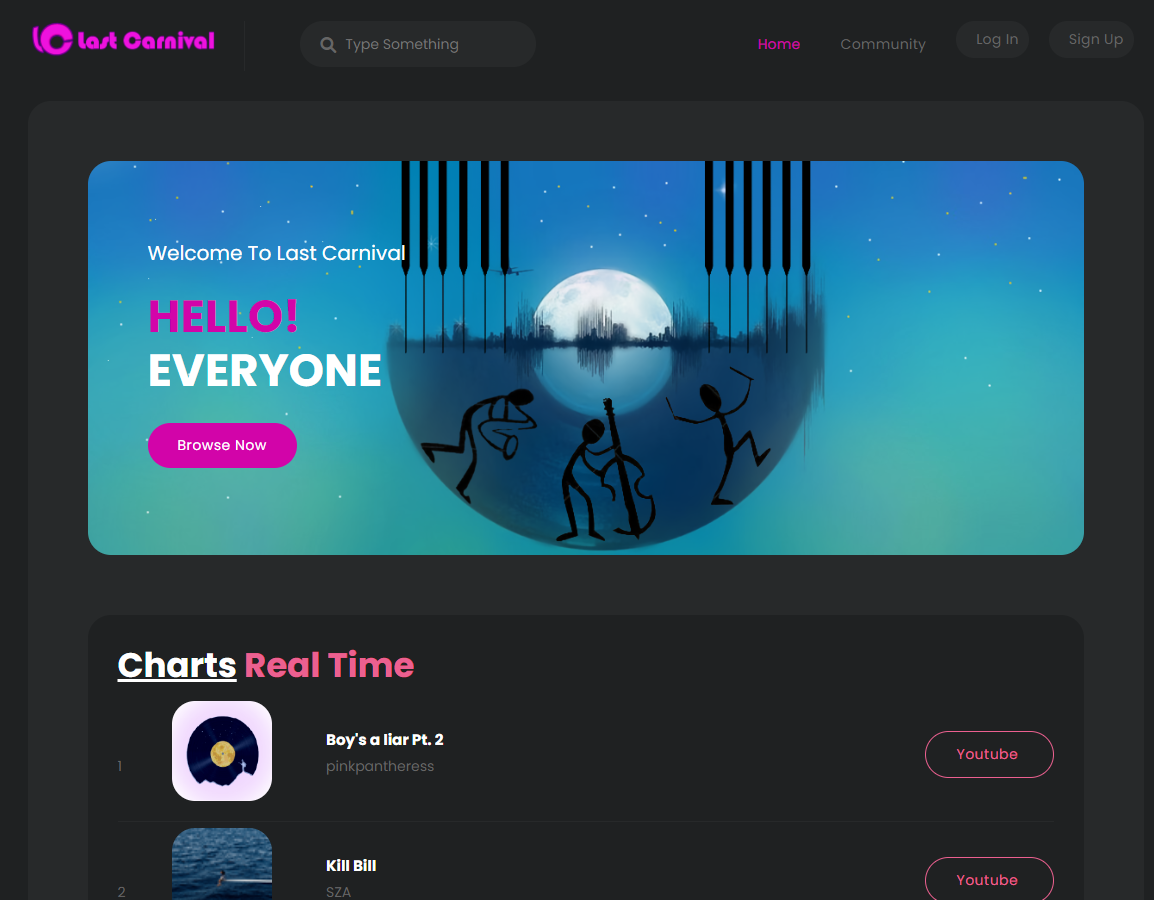 Last Carnival
Type Something
Home
Community
Log In
Sign Up
Welcome To Last Carnival
HELLO!
EVERYONE
Browse Now
Charts Real Time
1
Boy's a liar Pt. 2
pinkpantheress
Youtube
2
Kill Bill
SZA
Youtube